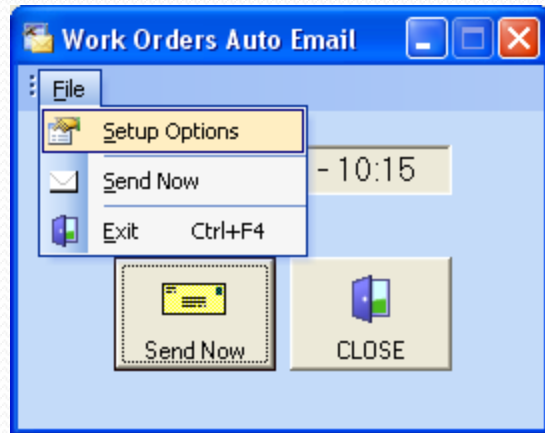 Work Orders Auto Email
File
Setup Options
- 10:15
Send Now
Exit Ctrl+F4
Send Now CLOSE